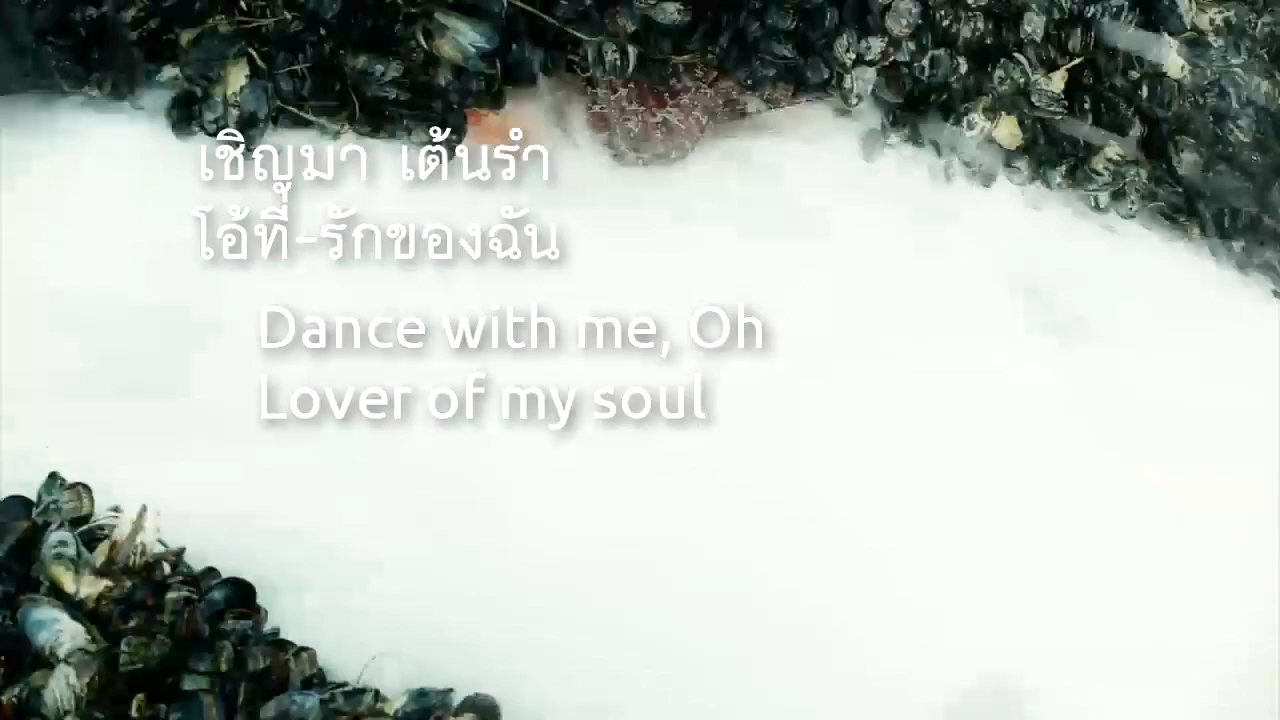 เชิญมา เต้นรำ
โอ้ที่-รักของฉัน
Dance with me, Oh
Lover of my soul